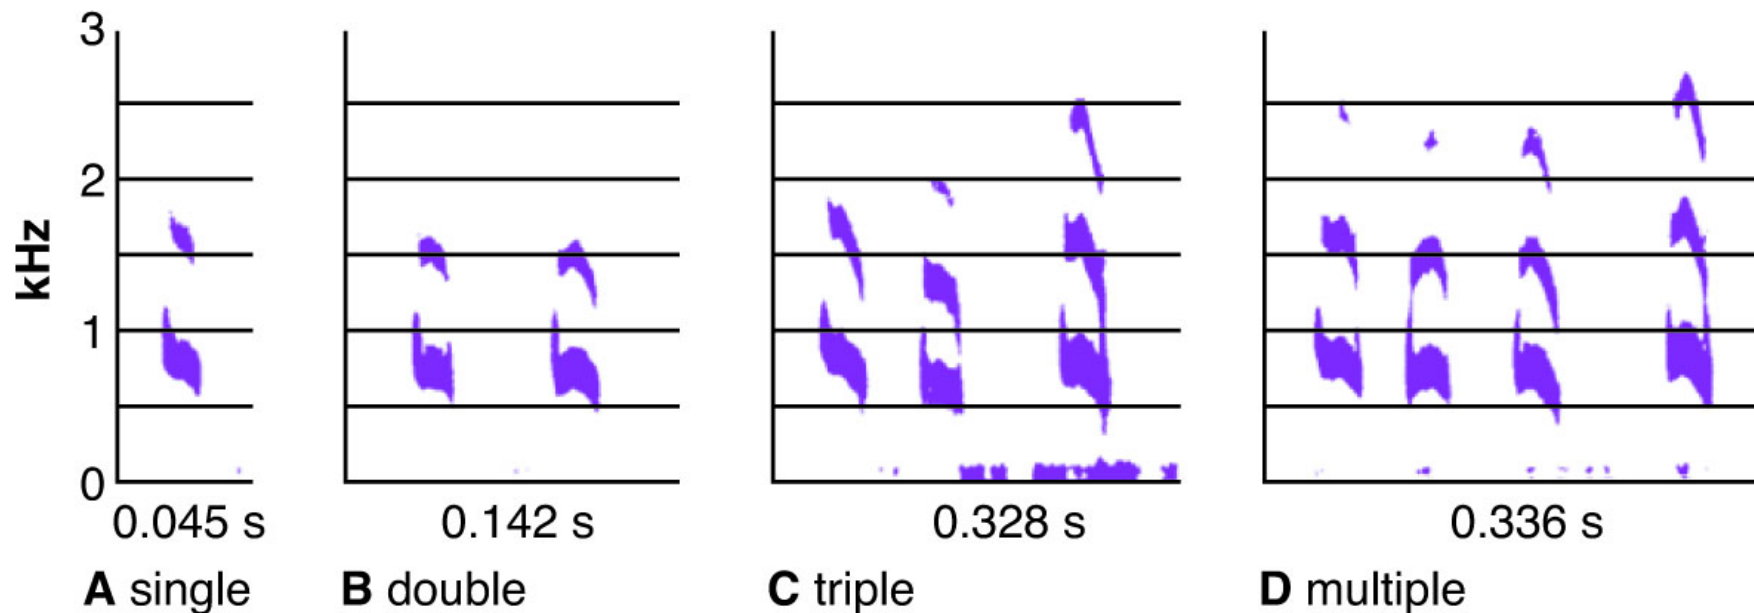 3
2
1
0
kHz
0.045 s
0.142 s
0.328 s
0.336 s
A single
B double
C triple
D multiple